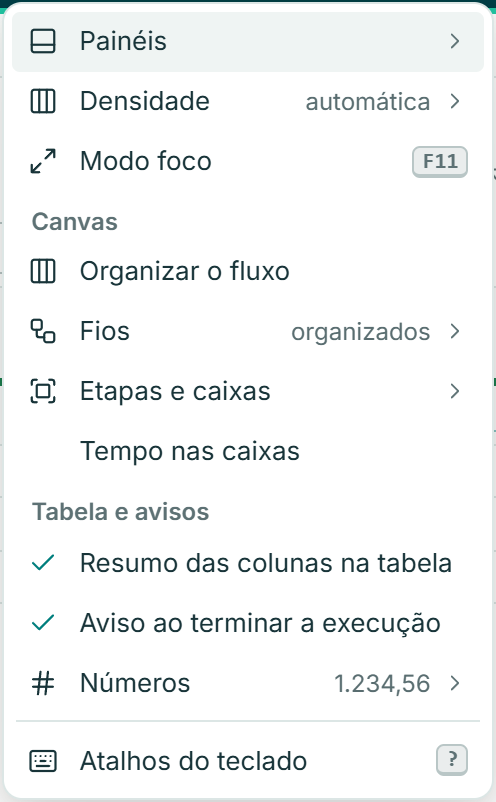 Painéis
Densidade automática
Modo foco F11
Canvas
Organizar o fluxo
Fios organizados
Etapas e caixas
Tempo nas caixas
Tabela e avisos
Resumo das colunas na tabela
Aviso ao terminar a execução
Números 1.234,56
Atalhos do teclado ?